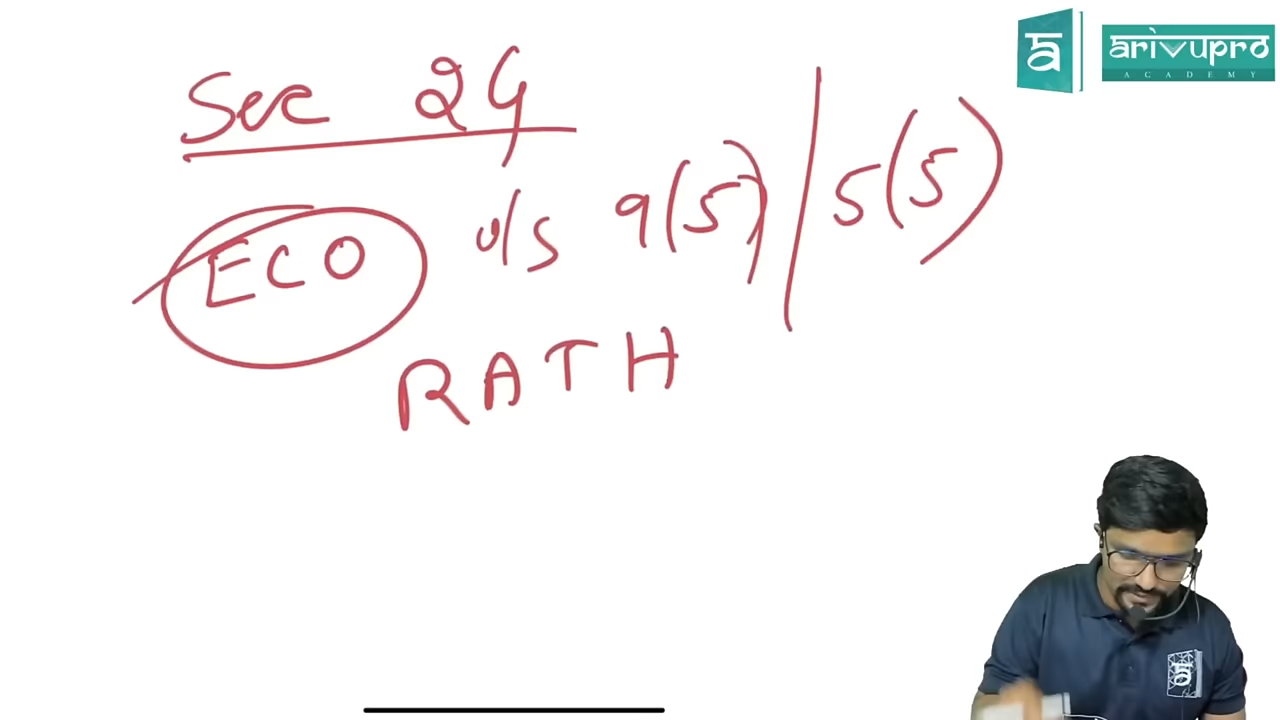 arivupro
ACADEMY
Sec 24
ECO u/s 9(5) / 5(5)
RATH